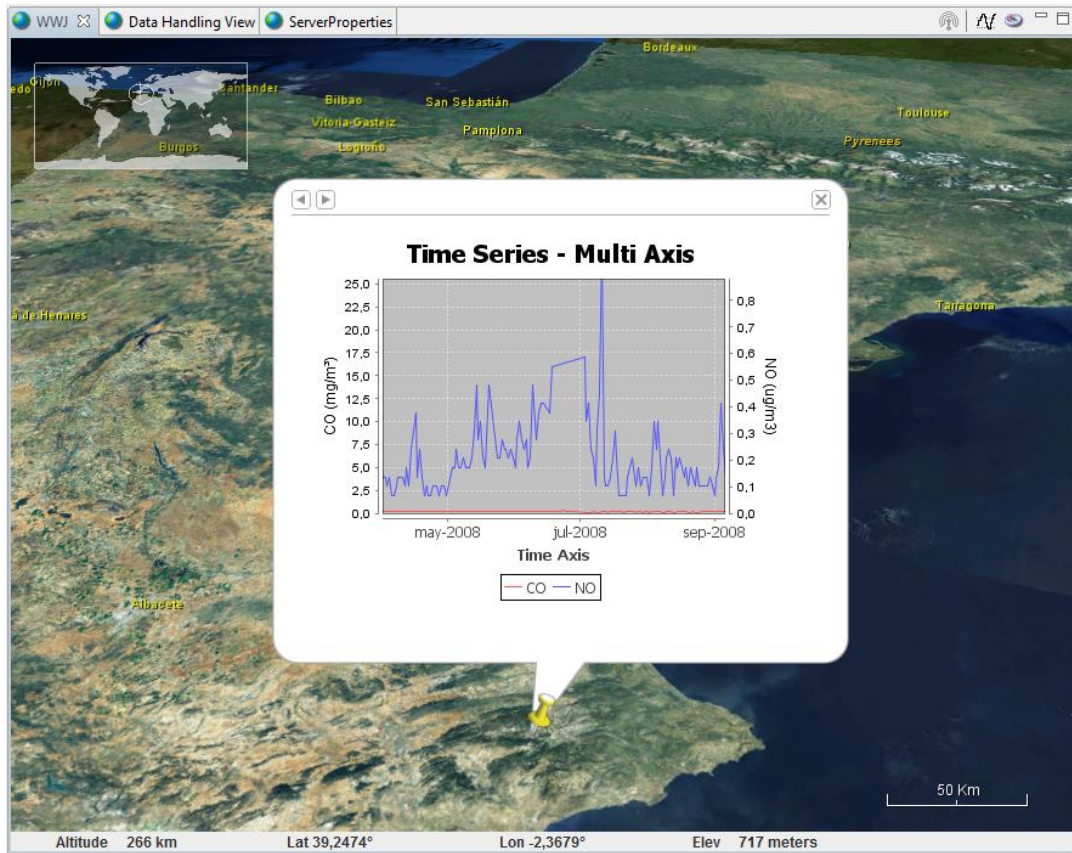 WWJ
Data Handling View
ServerProperties
Bordeaux
Gijón
edo
Santander
Bilbao
San Sebastián
Toulouse
Vitoria-Gasteiz
Pamplona
Pyrenees
Burgos
Logroño
Time Series - Multi Axis
25,0
22,5
20,0
17,5
15,0
12,5
10,0
7,5
5,0
2,5
0,0
CO (mg/m³)
0,8
0,7
0,6
0,5
0,4
0,3
0,2
0,1
0,0
NO (ug/m3)
may-2008 jul-2008 sep-2008
Time Axis
CO NO
Tarragona
á de Henares
Albacete
50 Km
Altitude 266 km Lat 39,2474° Lon -2,3679° Elev 717 meters